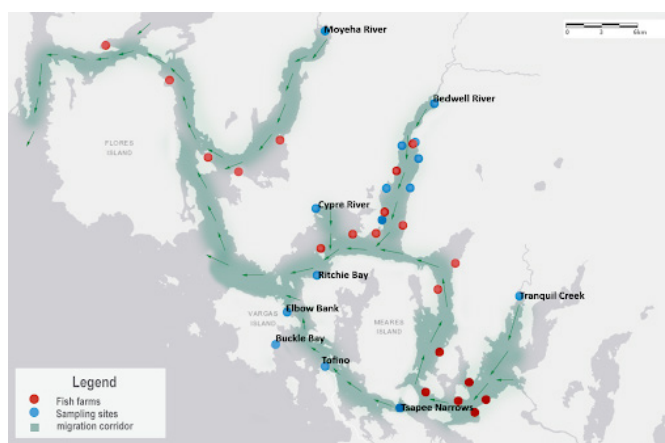 Moyeha River
0 3 6km
Bedwell River
FLORES
ISLAND
Cypre River
Ritchie Bay
Tranquil Creek
Elbow Bank
VARGAS
ISLAND
MEARES
ISLAND
Buckle Bay
Tofino
Tsapee Narrows
Legend
Fish farms
Sampling sites
migration corridor